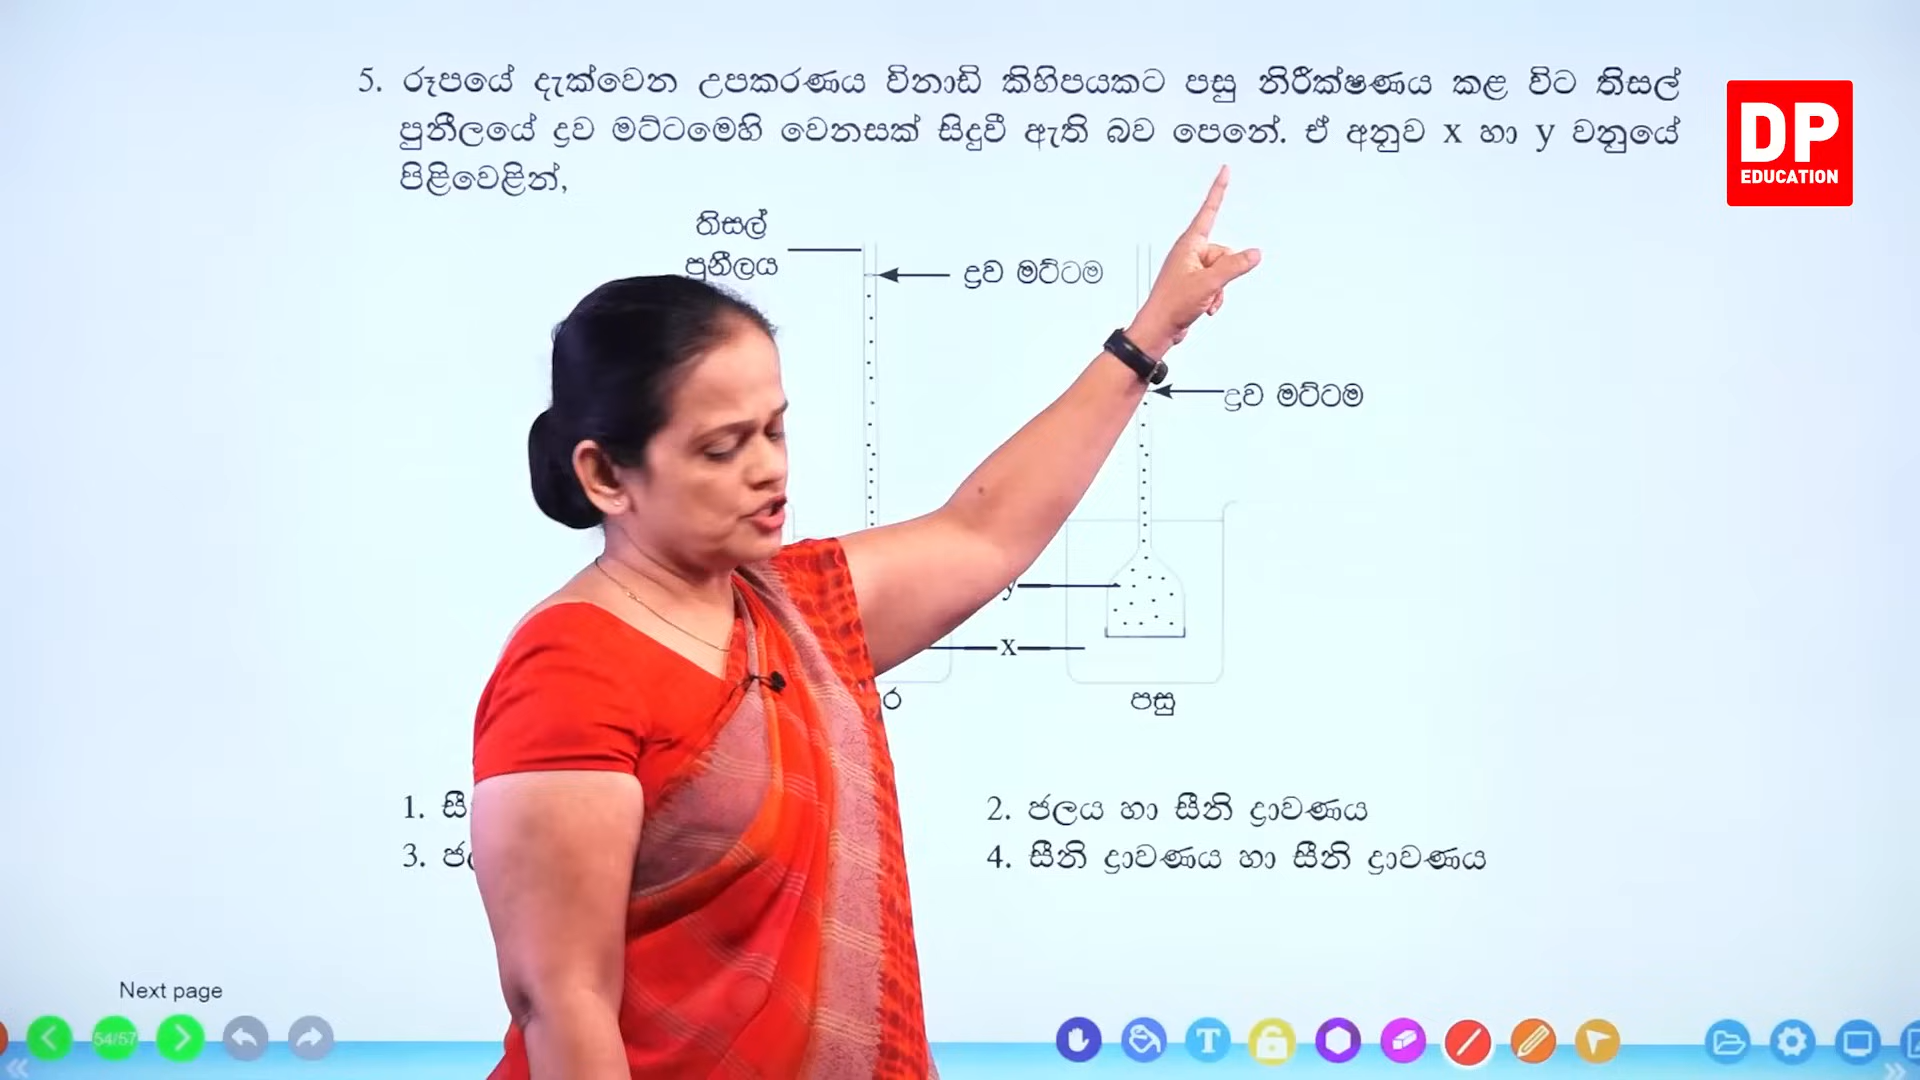 5. රූපයේ දැක්වෙන උපකරණය විනාඩි කිහිපයකට පසු නිරීක්ෂණය කළ විට තිසල්
පුනීලයේ ද්‍රව මට්ටමෙහි වෙනසක් සිදුවී ඇති බව පෙනේ. ඒ අනුව x හා y වනුයේ
පිළිවෙළින්,
DP
EDUCATION
තිසල්
පුනීලය
ද්‍රව මට්ටම
ද්‍රව මට්ටම
y
x
පසු
1.
2. ජලය හා සීනි ද්‍රාවණය
3.
4. සීනි ද්‍රාවණය හා සීනි ද්‍රාවණය
Next page
54/57
T